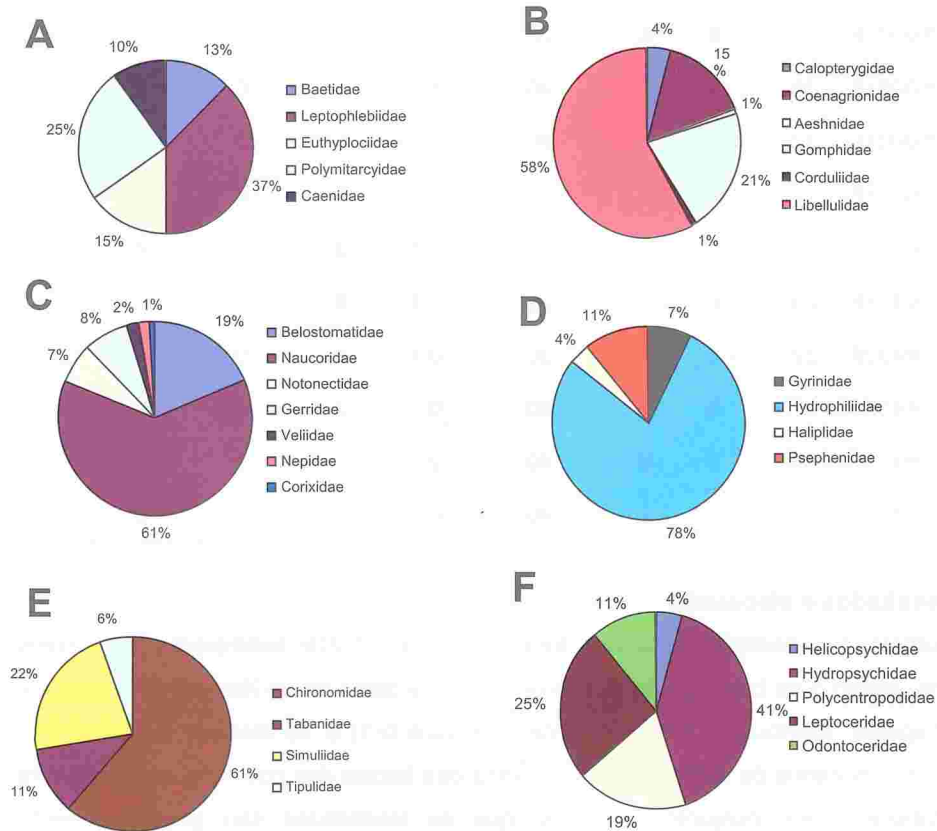 A
10%
13%
25%
37%
15%
Baetidae
Leptophlebiidae
Euthyplociidae
Polymitarcyidae
Caenidae
B
4%
15
%
1%
58%
21%
1%
Calopterygidae
Coenagrionidae
Aeshnidae
Gomphidae
Corduliidae
Libellulidae
C
8%
2%
1%
19%
7%
61%
Belostomatidae
Naucoridae
Notonectidae
Gerridae
Veliidae
Nepidae
Corixidae
D
11%
7%
4%
78%
Gyrinidae
Hydrophiliidae
Haliplidae
Psephenidae
E
6%
22%
11%
61%
Chironomidae
Tabanidae
Simuliidae
Tipulidae
F
11%
4%
25%
41%
19%
Helicopsychidae
Hydropsychidae
Polycentropodidae
Leptoceridae
Odontoceridae